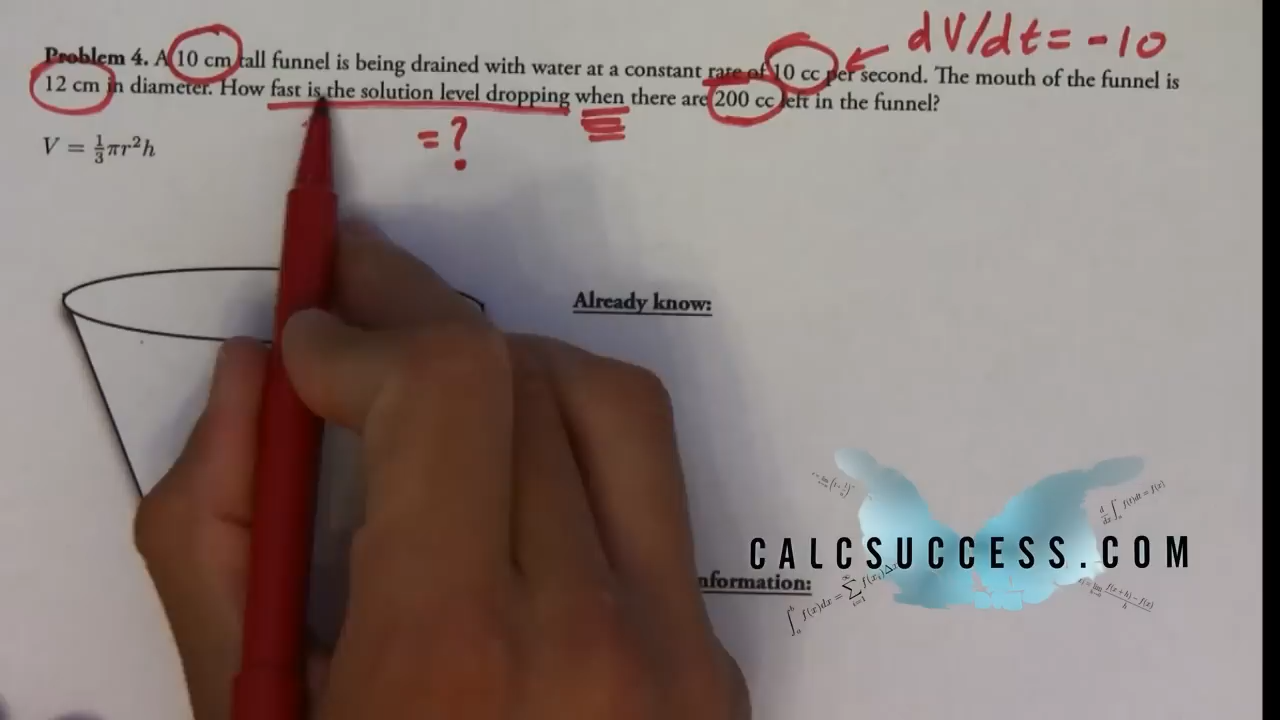 dV/dt = -10
Problem 4. A 10 cm tall funnel is being drained with water at a constant rate of 10 cc per second. The mouth of the funnel is
12 cm in diameter. How fast is the solution level dropping when there are 200 cc left in the funnel?
= ?
V = ⅓πr²h
Already know:
nformation:
CALCSUCCESS.COM